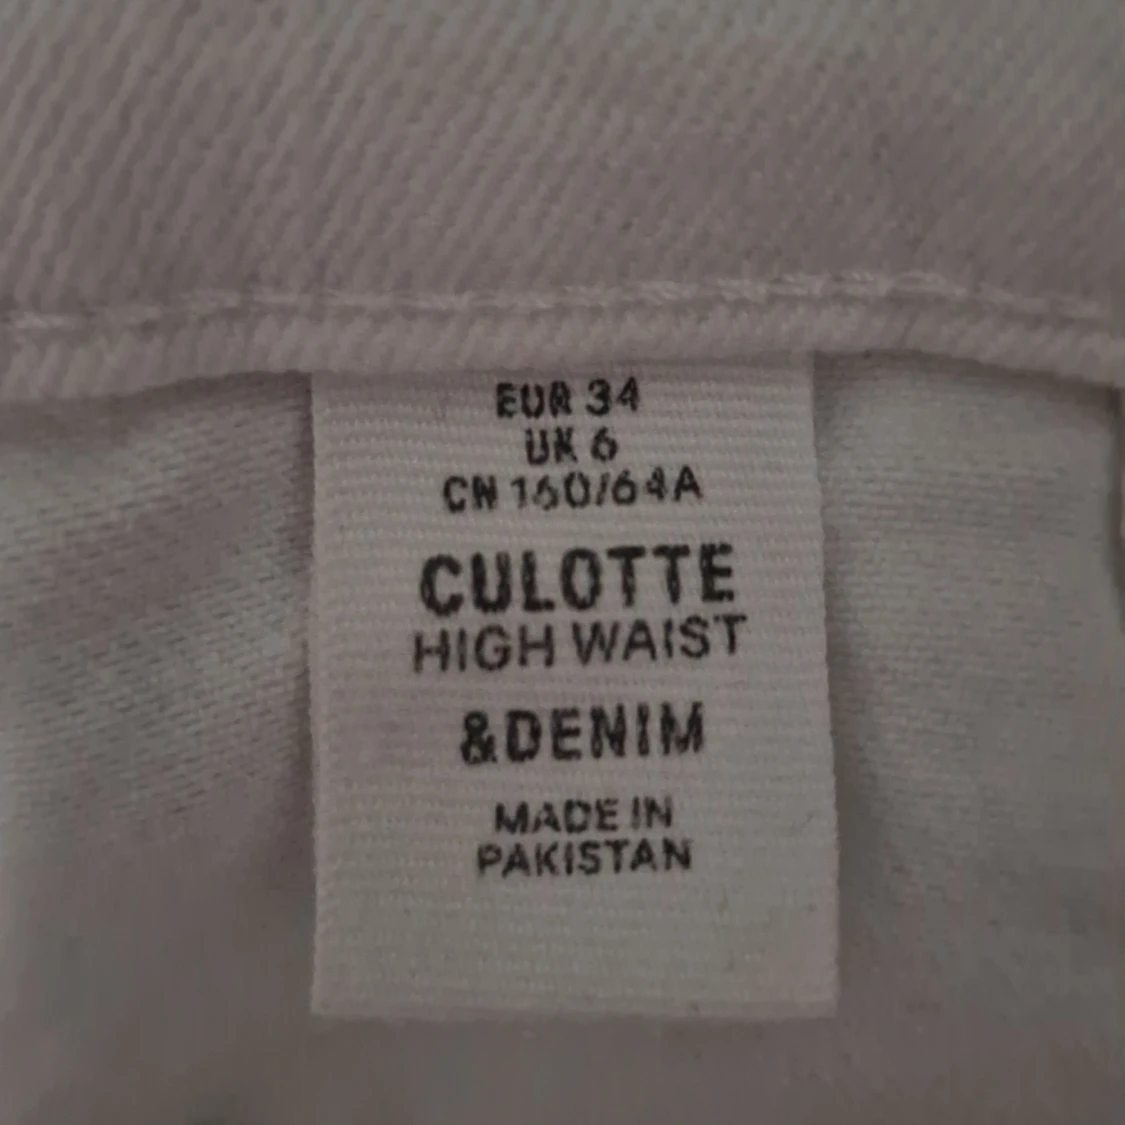 EUR 34
UK 6
CN 160/64A
CULOTTE
HIGH WAIST
&DENIM
MADE IN
PAKISTAN